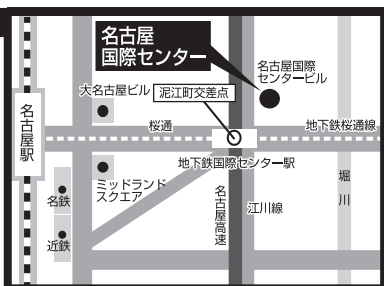 名古屋
国際センター
名古屋国際
センタービル
大名古屋ビル
泥江町交差点
名古屋駅
桜通
地下鉄桜通線
地下鉄国際センター駅
ミッドランド
スクエア
名鉄
近鉄
名古屋高速
江川線
堀川